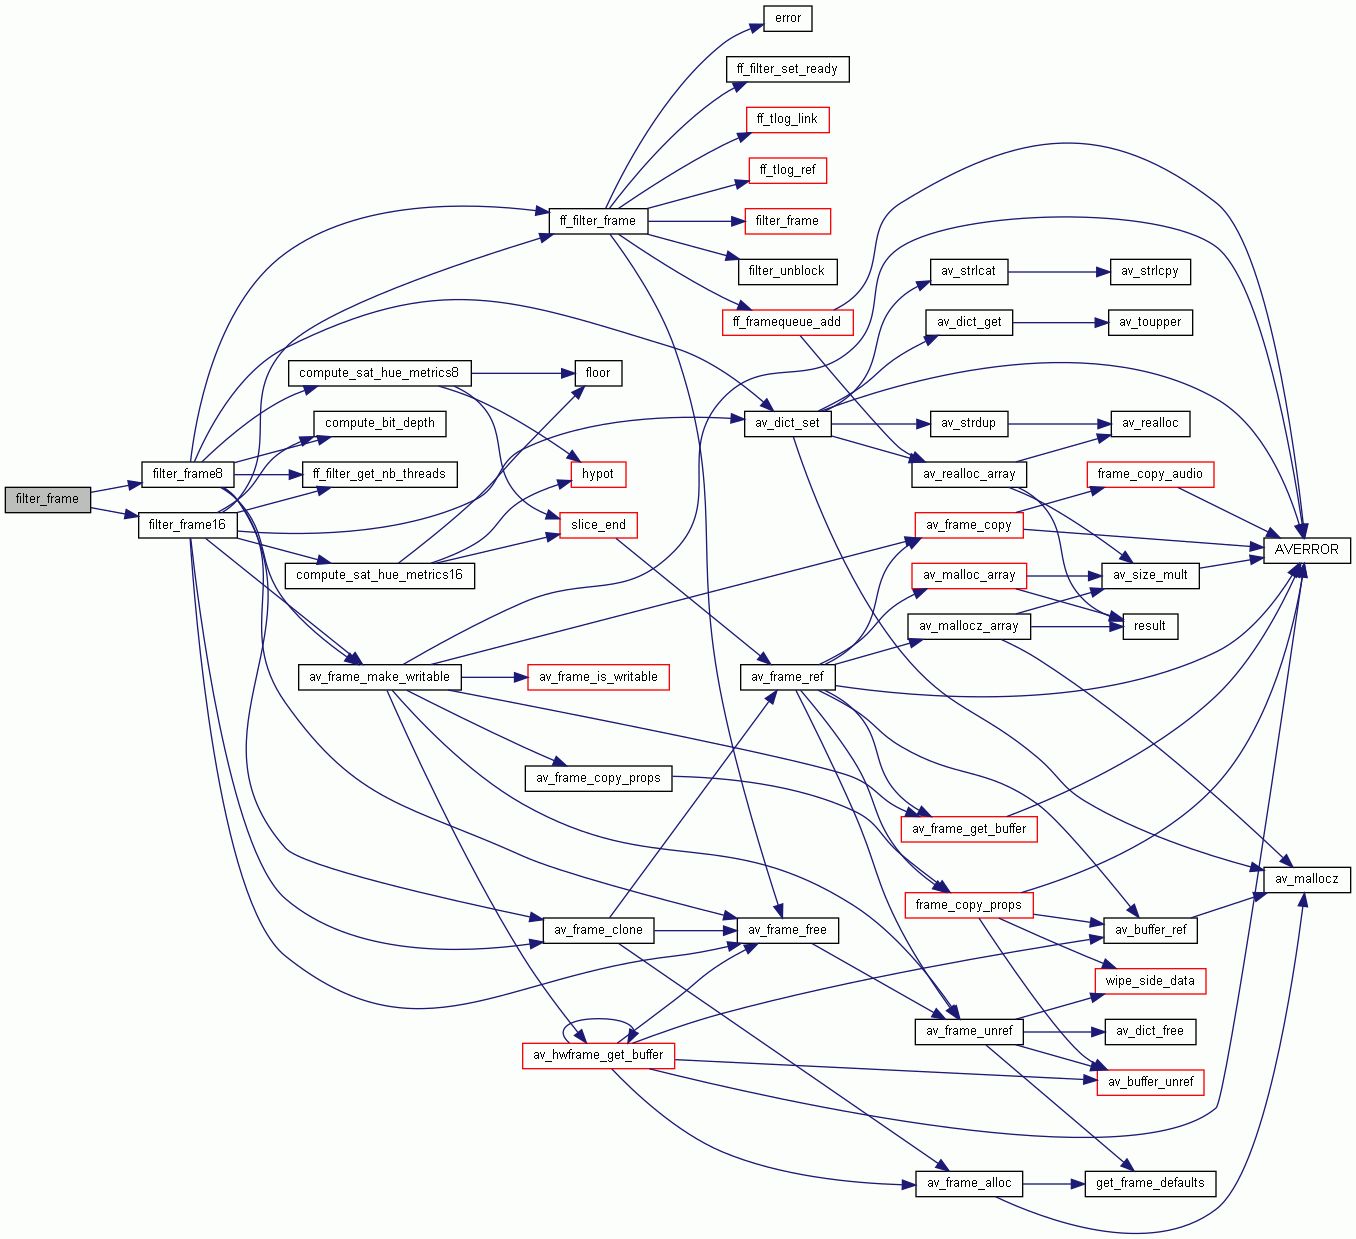 error
ff_filter_set_ready
ff_tlog_link
ff_tlog_ref
ff_filter_frame
filter_frame
filter_unblock
av_strlcat
av_strlcpy
ff_framequeue_add
av_dict_get
av_toupper
compute_sat_hue_metrics8
floor
compute_bit_depth
av_dict_set
av_strdup
av_realloc
filter_frame8
ff_filter_get_nb_threads
hypot
av_realloc_array
frame_copy_audio
filter_frame
filter_frame16
slice_end
av_frame_copy
AVERROR
compute_sat_hue_metrics16
av_malloc_array
av_size_mult
av_mallocz_array
result
av_frame_make_writable
av_frame_is_writable
av_frame_ref
av_frame_copy_props
av_frame_get_buffer
av_mallocz
frame_copy_props
av_frame_clone
av_frame_free
av_buffer_ref
wipe_side_data
av_frame_unref
av_dict_free
av_hwframe_get_buffer
av_buffer_unref
av_frame_alloc
get_frame_defaults